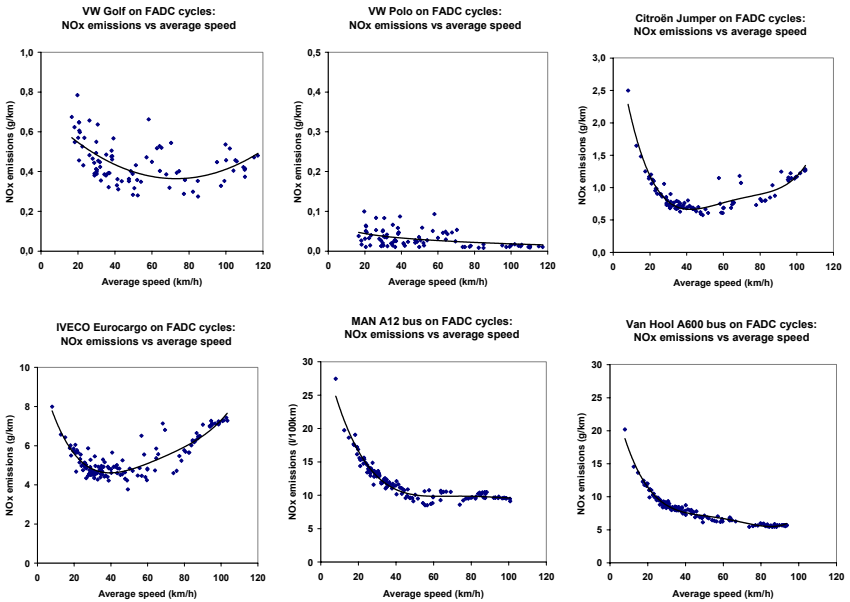 VW Golf on FADC cycles:
NOx emissions vs average speed
NOx emissions (g/km)
1,0
0,8
0,6
0,4
0,2
0,0
0 20 40 60 80 100 120
Average speed (km/h)
VW Polo on FADC cycles:
NOx emissions vs average speed
NOx emissions (g/km)
0,5
0,4
0,3
0,2
0,1
0,0
0 20 40 60 80 100 120
Average speed (km/h)
Citroën Jumper on FADC cycles:
NOx emissions vs average speed
NOx emissions (g/km)
3,0
2,5
2,0
1,5
1,0
0,5
0,0
0 20 40 60 80 100 120
Average speed (km/h)
IVECO Eurocargo on FADC cycles:
NOx emissions vs average speed
NOx emissions (g/km)
10
8
6
4
2
0
0 20 40 60 80 100 120
Average speed (km/h)
MAN A12 bus on FADC cycles:
NOx emissions vs average speed
NOx emissions (l/100km)
30
25
20
15
10
5
0
0 20 40 60 80 100 120
Average speed (km/h)
Van Hool A600 bus on FADC cycles:
NOx emissions vs average speed
NOx emissions (g/km)
30
25
20
15
10
5
0
0 20 40 60 80 100 120
Average speed (km/h)